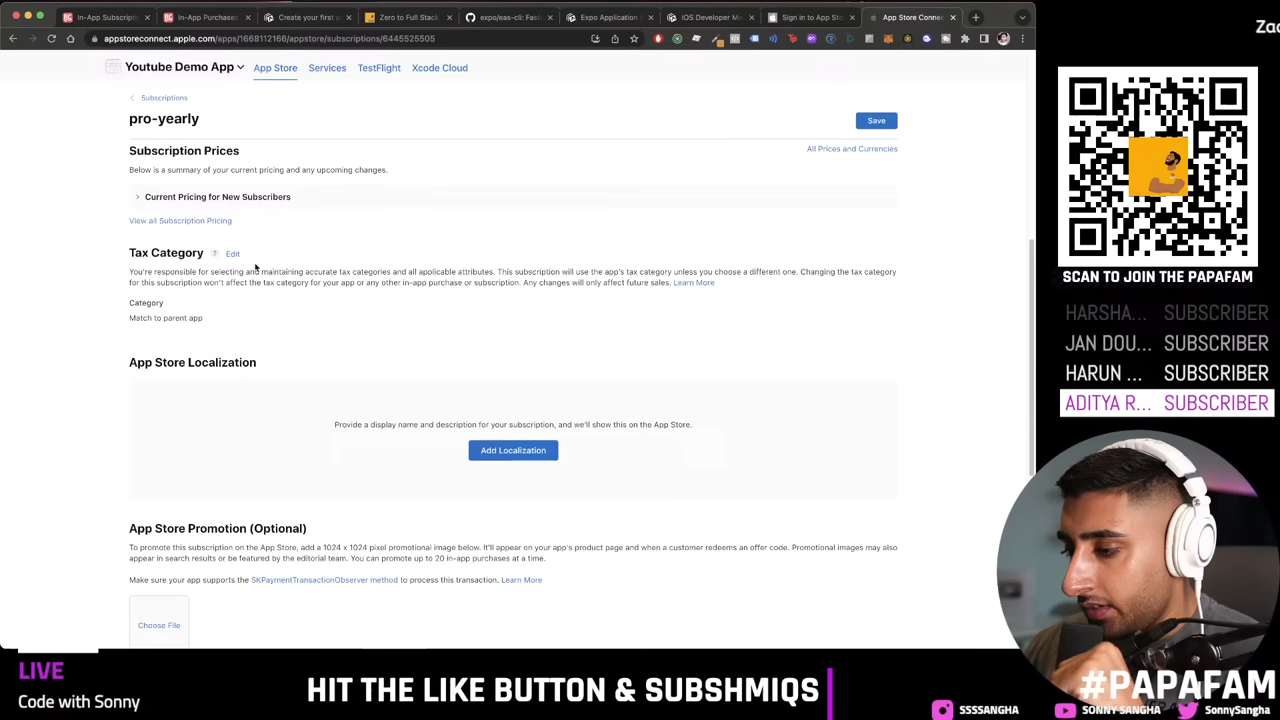 In-App Subscrip
In-App Purchases
Create your first a
Zero to Full Stack
expo/eas-cli: Fast
Expo Application
iOS Developer M
Sign in to App Sto
App Store Connec
appstoreconnect.apple.com/apps/1668112166/appstore/subscriptions/6445525505
Zac
Youtube Demo App
App Store
Services
TestFlight
Xcode Cloud
Subscriptions
pro-yearly
Save
Subscription Prices
All Prices and Currencies
Below is a summary of your current pricing and any upcoming changes.
Current Pricing for New Subscribers
View all Subscription Pricing
Tax Category ? Edit
You're responsible for selecting and maintaining accurate tax categories and all applicable attributes. This subscription will use the app's tax category unless you choose a different one. Changing the tax category
for this subscription won't affect the tax category for your app or any other in-app purchase or subscription. Any changes will only affect future sales. Learn More
Category
Match to parent app
App Store Localization
Provide a display name and description for your subscription, and we'll show this on the App Store.
Add Localization
App Store Promotion (Optional)
To promote this subscription on the App Store, add a 1024 x 1024 pixel promotional image below. It'll appear on your app's product page and when a customer redeems an offer code. Promotional images may also
appear in search results or be featured by the editorial team. You can promote up to 20 in-app purchases at a time.
Make sure your app supports the SKPaymentTransactionObserver method to process this transaction. Learn More
Choose File
SCAN TO JOIN THE PAPAFAM
HARSHA... SUBSCRIBER
JAN DOU... SUBSCRIBER
HARUN ... SUBSCRIBER
ADITYA R... SUBSCRIBER
LIVE
Code with Sonny
HIT THE LIKE BUTTON & SUBSHMIQS
#PAPAFAM
SSSSANGHA
SONNY SANGHA
SonnySangha